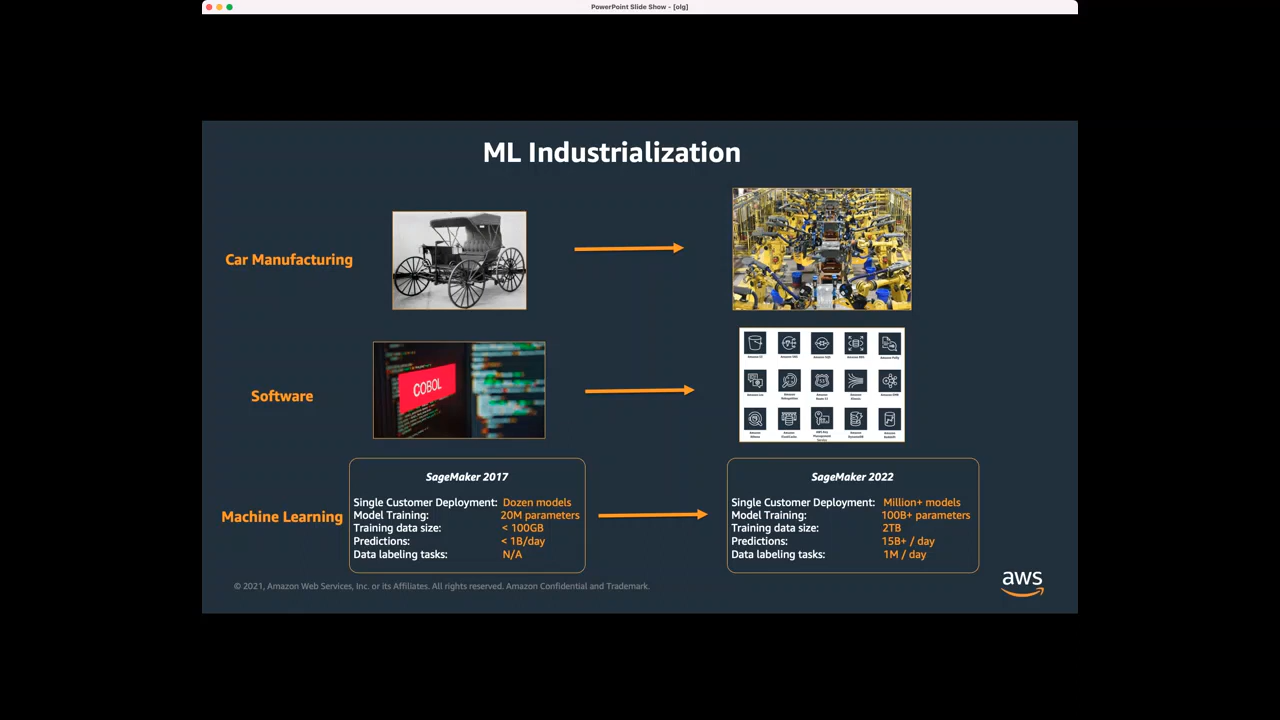 PowerPoint Slide Show - [olg]
ML Industrialization
Car Manufacturing
Software
COBOL
Machine Learning
SageMaker 2017
Single Customer Deployment: Dozen models
Model Training: 20M parameters
Training data size: < 100GB
Predictions: < 1B/day
Data labeling tasks: N/A
SageMaker 2022
Single Customer Deployment: Million+ models
Model Training: 100B+ parameters
Training data size: 2TB
Predictions: 15B+ / day
Data labeling tasks: 1M / day
© 2021, Amazon Web Services, Inc. or its Affiliates. All rights reserved. Amazon Confidential and Trademark.
aws